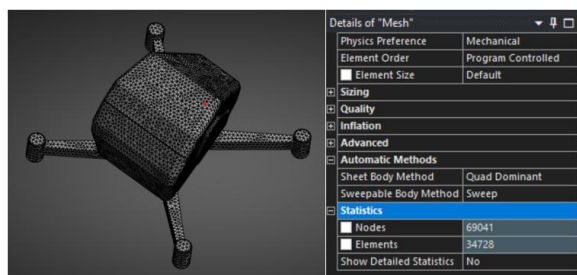 Details of "Mesh"
Physics Preference Mechanical
Element Order Program Controlled
Element Size Default
Sizing
Quality
Inflation
Advanced
Automatic Methods
Sheet Body Method Quad Dominant
Sweepable Body Method Sweep
Statistics
Nodes 69041
Elements 34728
Show Detailed Statistics No